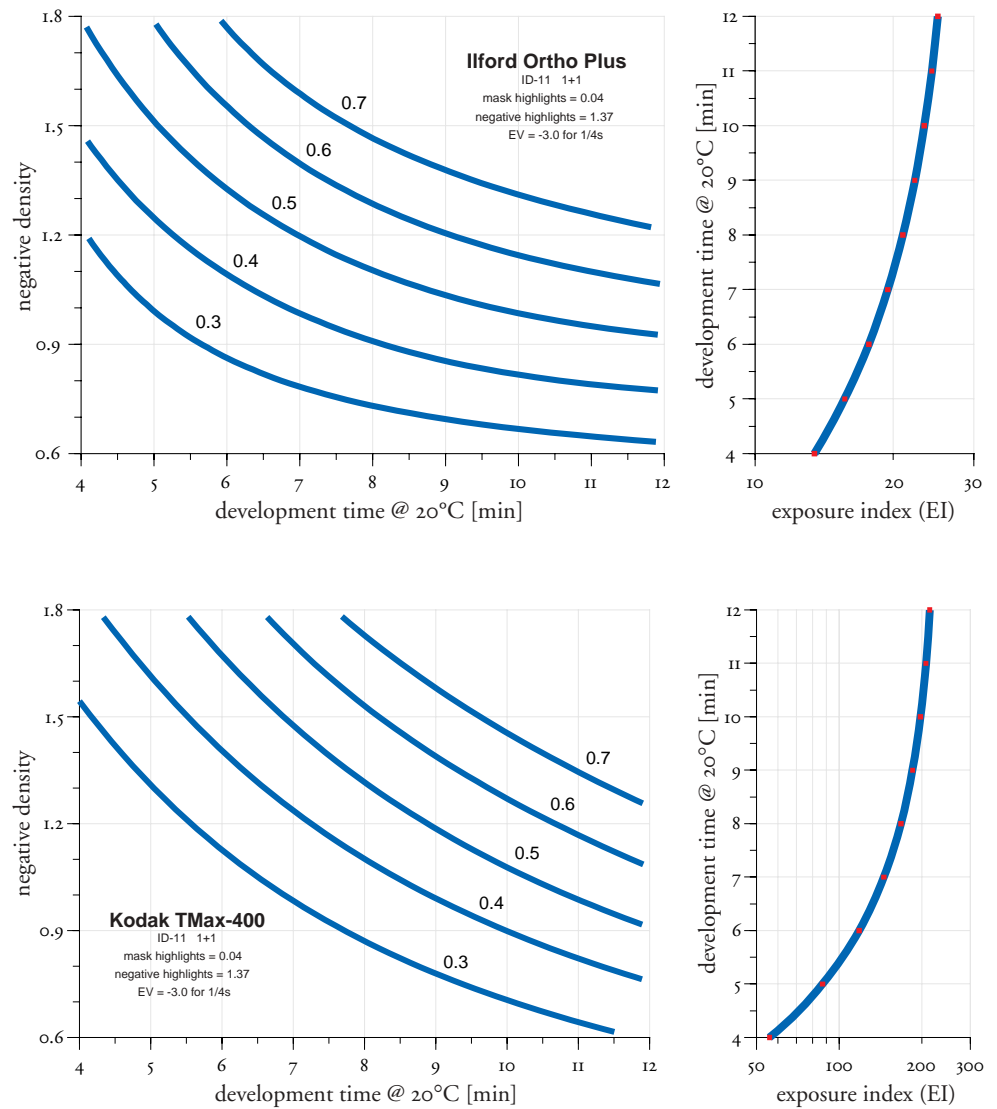 1.8
1.5
1.2
0.9
0.6
negative density
Ilford Ortho Plus
ID-11 1+1
mask highlights = 0.04
negative highlights = 1.37
EV = -3.0 for 1/4s
0.7
0.6
0.5
0.4
0.3
4 5 6 7 8 9 10 11 12
development time @ 20°C [min]
12
11
10
9
8
7
6
5
4
development time @ 20°C [min]
10 20 30
exposure index (EI)
1.8
1.5
1.2
0.9
0.6
negative density
0.7
0.6
0.5
0.4
0.3
Kodak TMax-400
ID-11 1+1
mask highlights = 0.04
negative highlights = 1.37
EV = -3.0 for 1/4s
4 5 6 7 8 9 10 11 12
development time @ 20°C [min]
12
11
10
9
8
7
6
5
4
development time @ 20°C [min]
50 100 200 300
exposure index (EI)